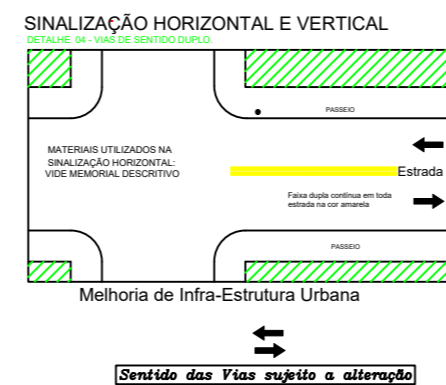 SINALIZAÇÃO HORIZONTAL E VERTICAL
DETALHE 04 - VIAS DE SENTIDO DUPLO.
PASSEIO
MATERIAIS UTILIZADOS NA
SINALIZAÇÃO HORIZONTAL:
VIDE MEMORIAL DESCRITIVO
Estrada
Faixa dupla contínua em toda
estrada na cor amarela
PASSEIO
Melhoria de Infra-Estrutura Urbana
Sentido das Vias sujeito a alteração